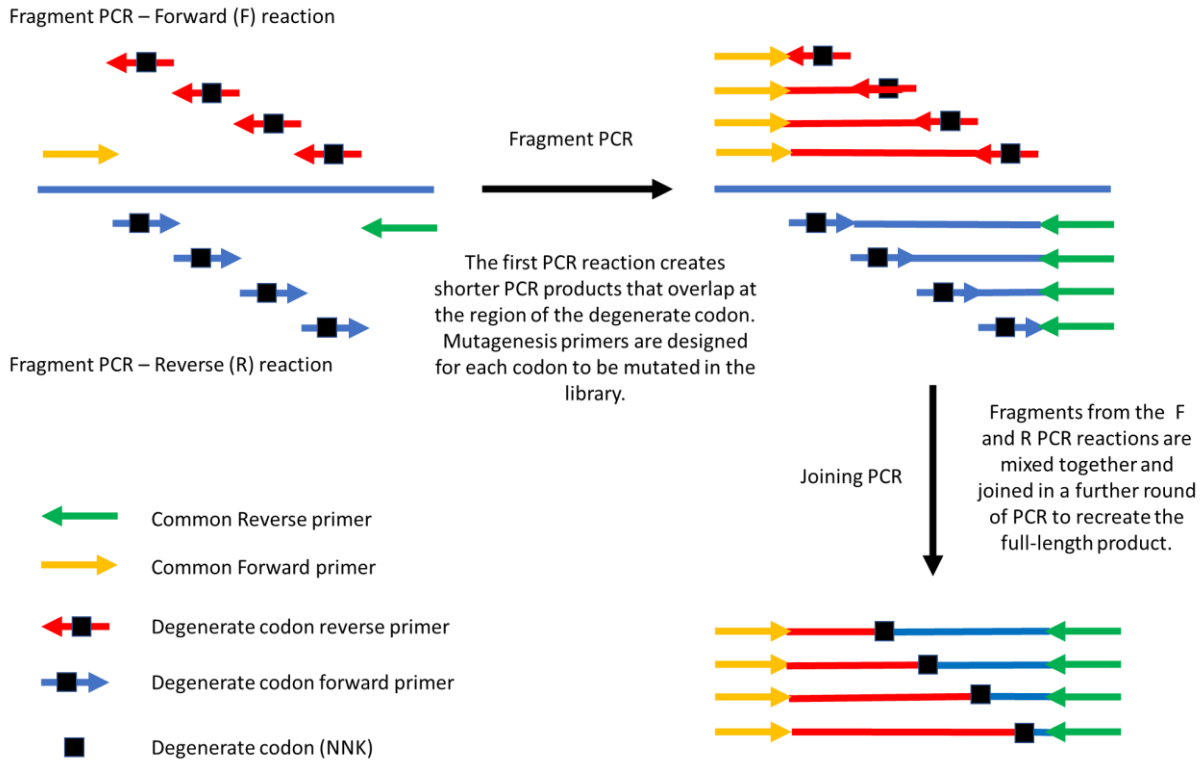 Fragment PCR – Forward (F) reaction
Fragment PCR
The first PCR reaction creates
shorter PCR products that overlap at
the region of the degenerate codon.
Mutagenesis primers are designed
for each codon to be mutated in the
library.
Fragment PCR – Reverse (R) reaction
Joining PCR
Fragments from the F
and R PCR reactions are
mixed together and
joined in a further round
of PCR to recreate the
full-length product.
Common Reverse primer
Common Forward primer
Degenerate codon reverse primer
Degenerate codon forward primer
Degenerate codon (NNK)